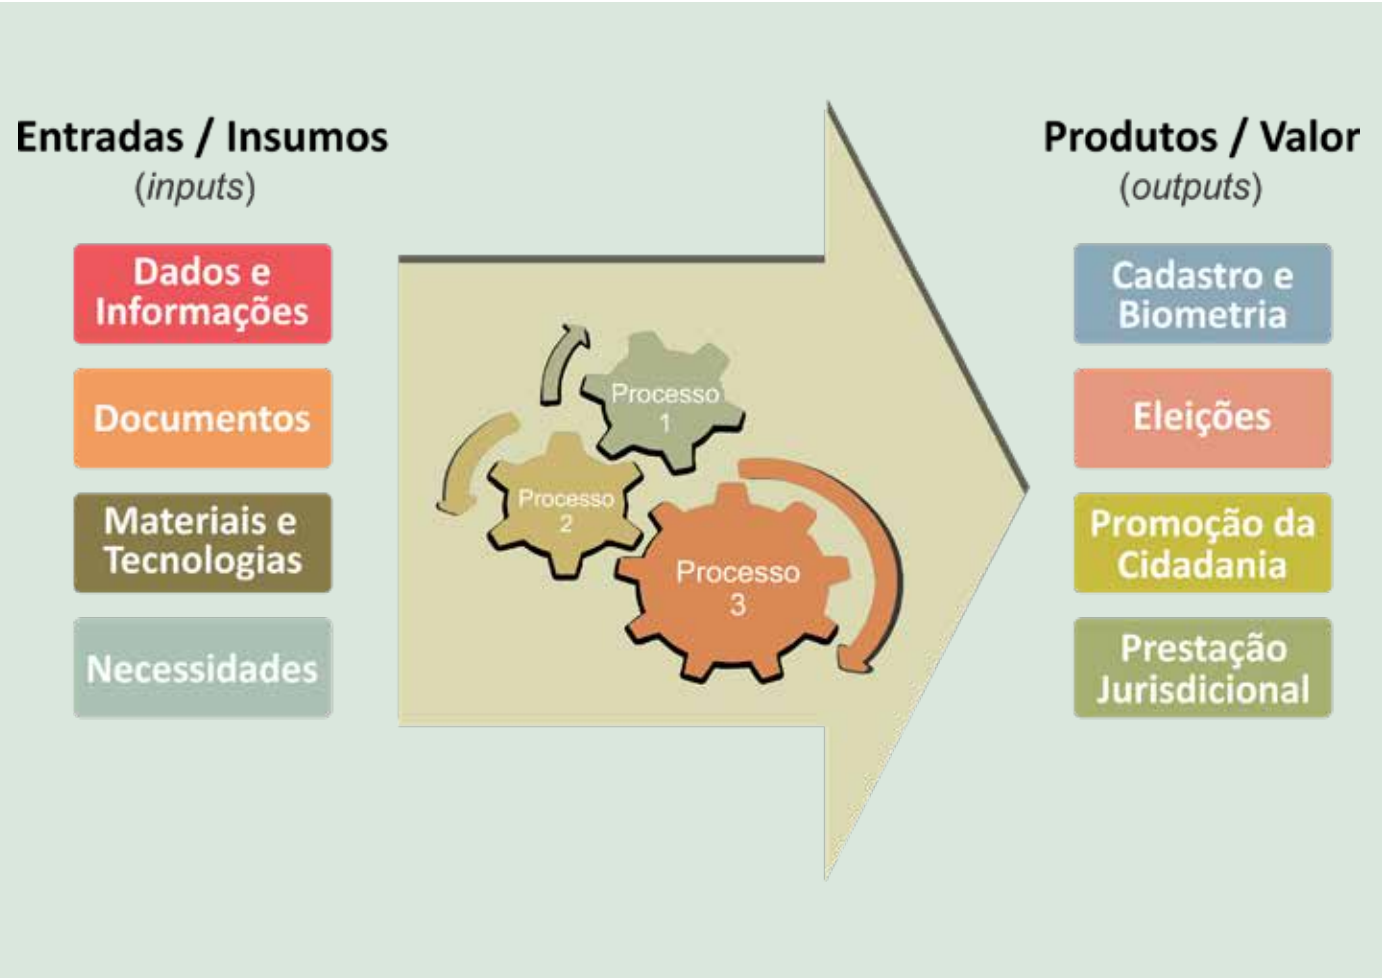 Entradas / Insumos
(inputs)
Dados e
Informações
Documentos
Materiais e
Tecnologias
Necessidades
Processo
1
Processo
2
Processo
3
Produtos / Valor
(outputs)
Cadastro e
Biometria
Eleições
Promoção da
Cidadania
Prestação
Jurisdicional